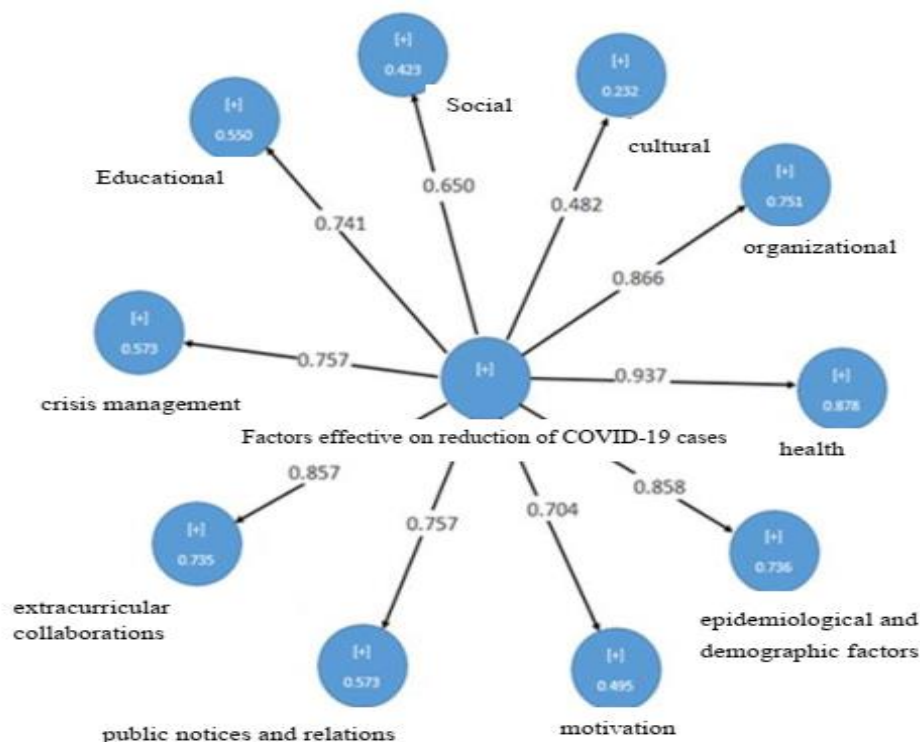 [+]
0.423
Social
[+]
0.232
cultural
[+]
0.550
Educational
[+]
0.751
organizational
0.650
0.482
0.741
0.866
[+]
0.573
crisis management
0.757
[+]
0.937
[+]
0.878
health
Factors effective on reduction of COVID-19 cases
0.857
0.757
0.704
0.858
[+]
0.735
extracurricular
collaborations
[+]
0.573
public notices and relations
[+]
0.495
motivation
[+]
0.736
epidemiological and
demographic factors